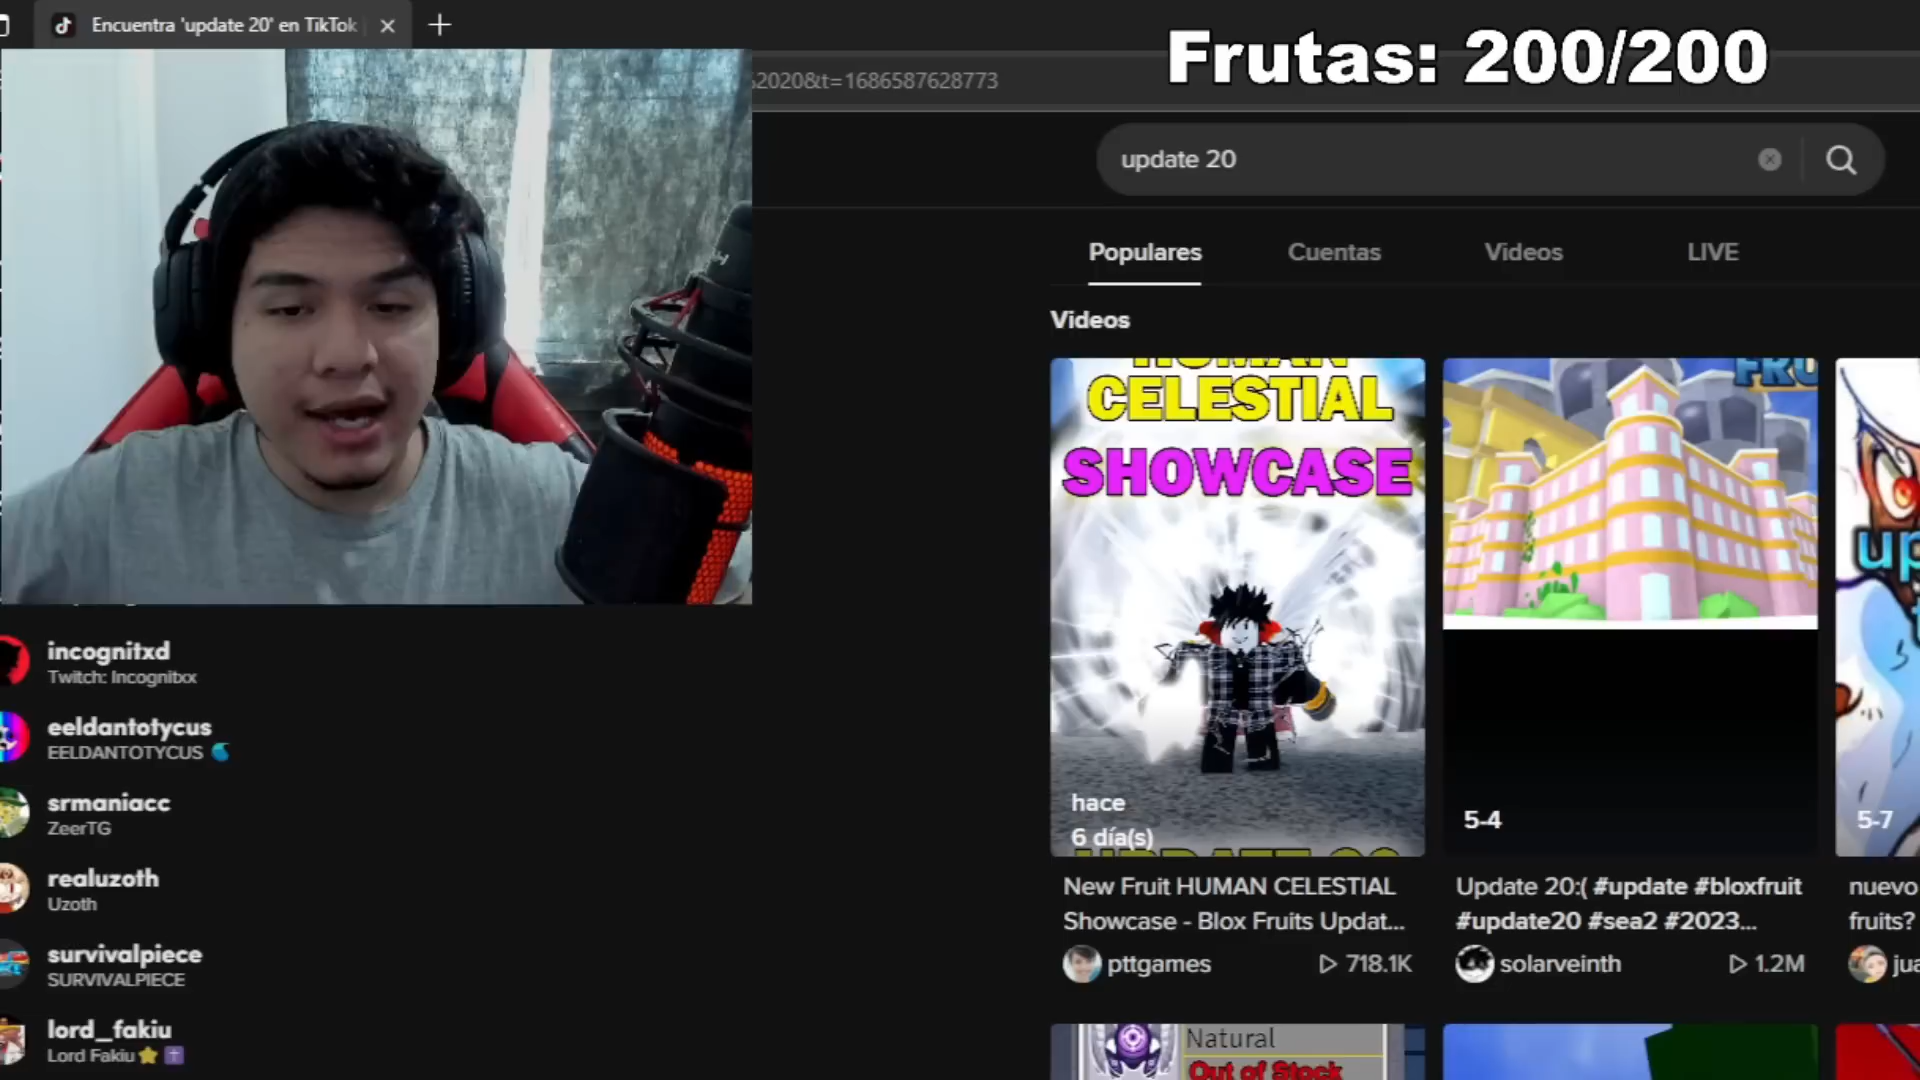 Encuentra 'update 20' en TikTok
2020&t=1686587628773
Frutas: 200/200
update 20
Populares
Cuentas
Videos
LIVE
Videos
HUMAN
CELESTIAL
SHOWCASE
hace
6 día(s)
New Fruit HUMAN CELESTIAL
Showcase - Blox Fruits Updat...
pttgames
718.1K
5-4
Update 20:( #update #bloxfruit
#update20 #sea2 #2023...
solarveinth
1.2M
up
5-7
nuevo
fruits?
jua
Natural
Out of Stock
incognitxd
Twitch: Incognitxx
eeldantotycus
EELDANTOTYCUS
srmaniacc
ZeerTG
realuzoth
Uzoth
survivalpiece
SURVIVALPIECE
lord_fakiu
Lord Fakiu